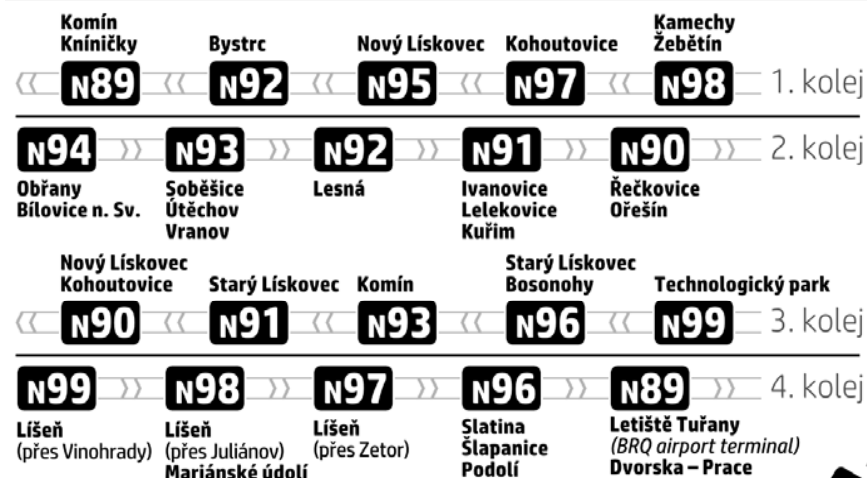 Komín
Kníničky
Bystrc
Nový Lískovec
Kohoutovice
Kamechy
Žebětín
N89
N92
N95
N97
N98
1. kolej
N94
N93
N92
N91
N90
2. kolej
Obřany
Bílovice n. Sv.
Soběšice
Útěchov
Vranov
Lesná
Ivanovice
Lelekovice
Kuřim
Řečkovice
Ořešín
Nový Lískovec
Kohoutovice
Starý Lískovec
Komín
Starý Lískovec
Bosonohy
Technologický park
N90
N91
N93
N96
N99
3. kolej
N99
N98
N97
N96
N89
4. kolej
Líšeň
(přes Vinohrady)
Líšeň
(přes Juliánov)
Mariánské údolí
Líšeň
(přes Zetor)
Slatina
Šlapanice
Podolí
Letiště Tuřany
(BRQ airport terminal)
Dvorska – Prace